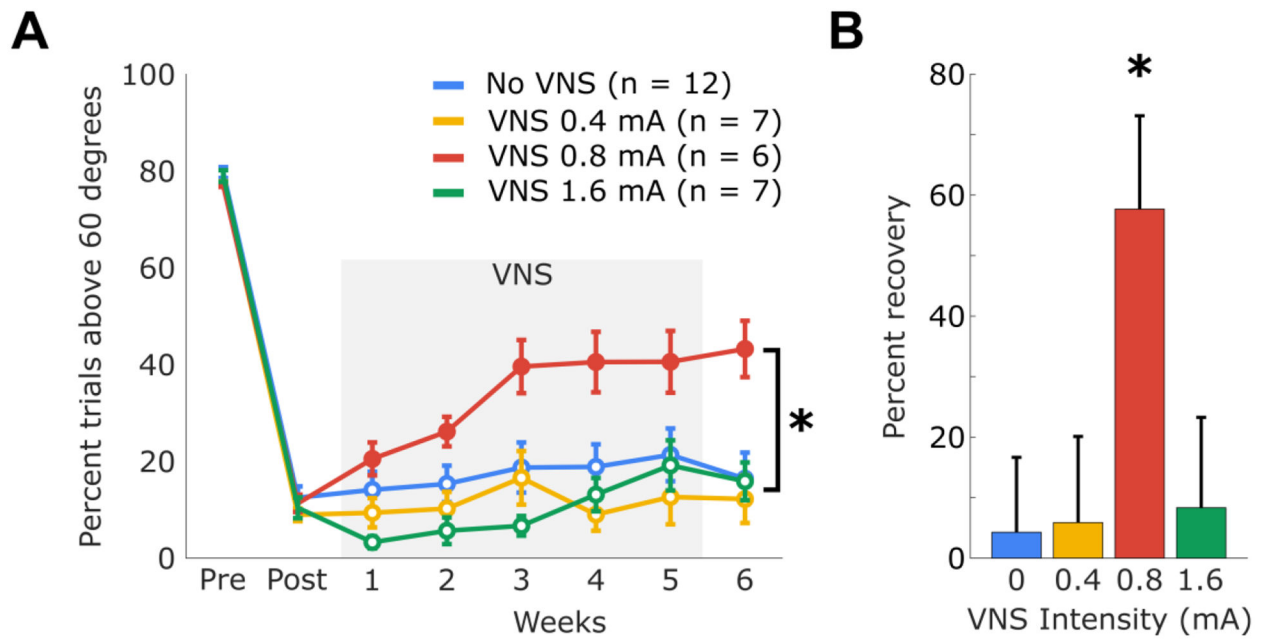 A
Percent trials above 60 degrees
100
80
60
40
20
0
No VNS (n = 12)
VNS 0.4 mA (n = 7)
VNS 0.8 mA (n = 6)
VNS 1.6 mA (n = 7)
VNS
*
Pre Post 1 2 3 4 5 6
Weeks
B
Percent recovery
80
60
40
20
0
*
0 0.4 0.8 1.6
VNS Intensity (mA)